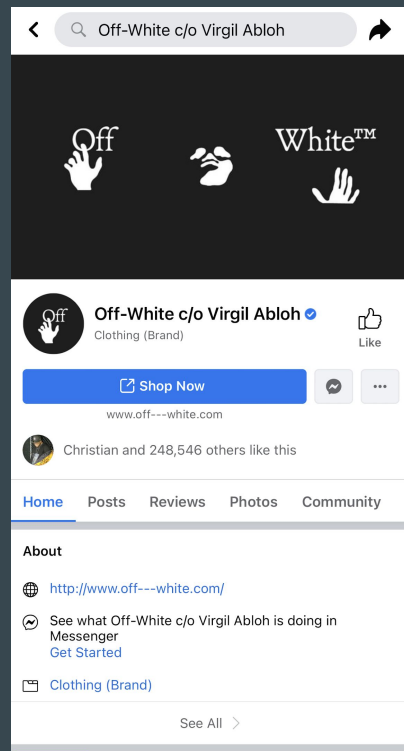 Off-White c/o Virgil Abloh
Off
White™
Off
Off-White c/o Virgil Abloh
Clothing (Brand)
Like
Shop Now
www.off---white.com
Christian and 248,546 others like this
Home Posts Reviews Photos Community
About
http://www.off---white.com/
See what Off-White c/o Virgil Abloh is doing in
Messenger
Get Started
Clothing (Brand)
See All